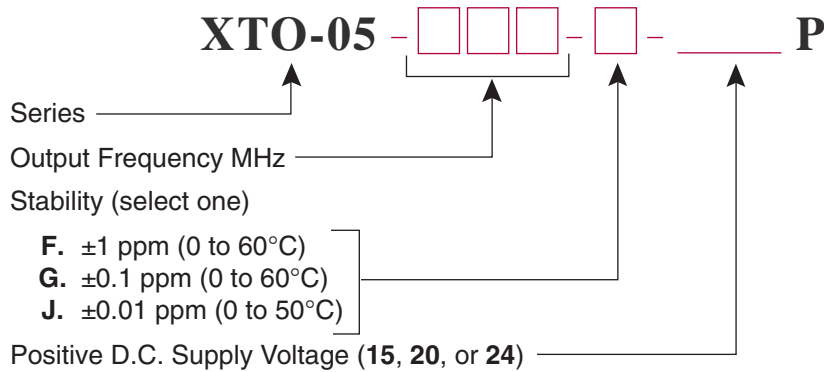 XTO-05 - - - P
Series
Output Frequency MHz
Stability (select one)
F. ±1 ppm (0 to 60°C)
G. ±0.1 ppm (0 to 60°C)
J. ±0.01 ppm (0 to 50°C)
Positive D.C. Supply Voltage (15, 20, or 24)